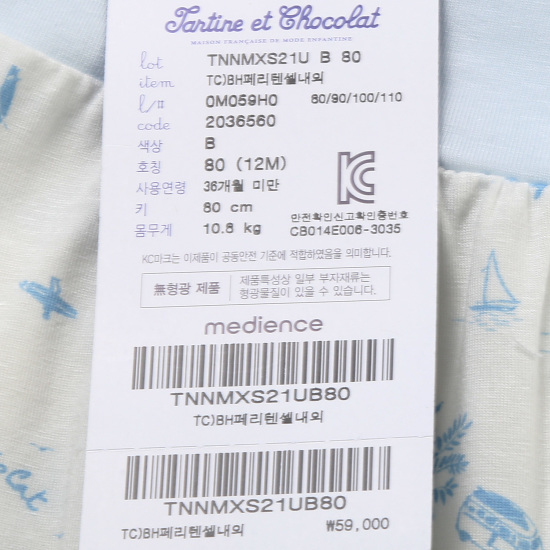 Tartine et Chocolat
MAISON FRANÇAISE DE MODE ENFANTINE
lot TNNMXS21U B 80
item TC)BH페리텐셀내의
l/# 0M059H0 80/90/100/110
code 2036560
색상 B
호칭 80 (12M)
사용연령 36개월 미만
키 80 cm
몸무게 10.8 kg
KC
안전확인신고확인증번호
CB014E006-3035
KC마크는 이제품이 공통안전 기준에 적합하였음을 의미합니다.
無형광 제품
제품특성상 일부 부자재류는
형광물질이 있을 수 있습니다.
medience
TNNMXS21UB80
TC)BH페리텐셀내의
TNNMXS21UB80
TC)BH페리텐셀내의 ₩59,000
Cat